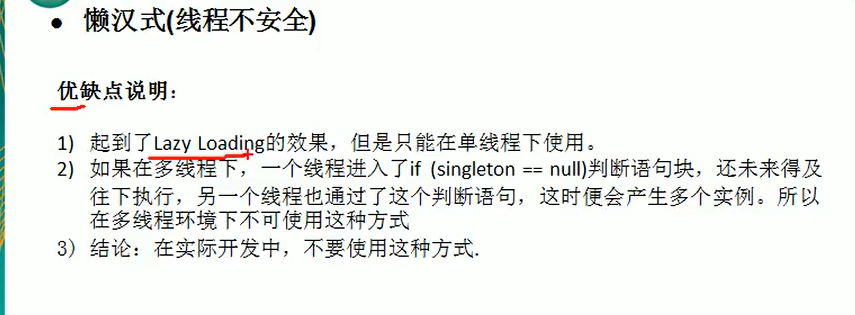 ● 懒汉式(线程不安全)
优缺点说明：
1) 起到了Lazy Loading的效果，但是只能在单线程下使用。
2) 如果在多线程下，一个线程进入了if (singleton == null)判断语句块，还未来得及
往下执行，另一个线程也通过了这个判断语句，这时便会产生多个实例。所以
在多线程环境下不可使用这种方式
3) 结论：在实际开发中，不要使用这种方式.